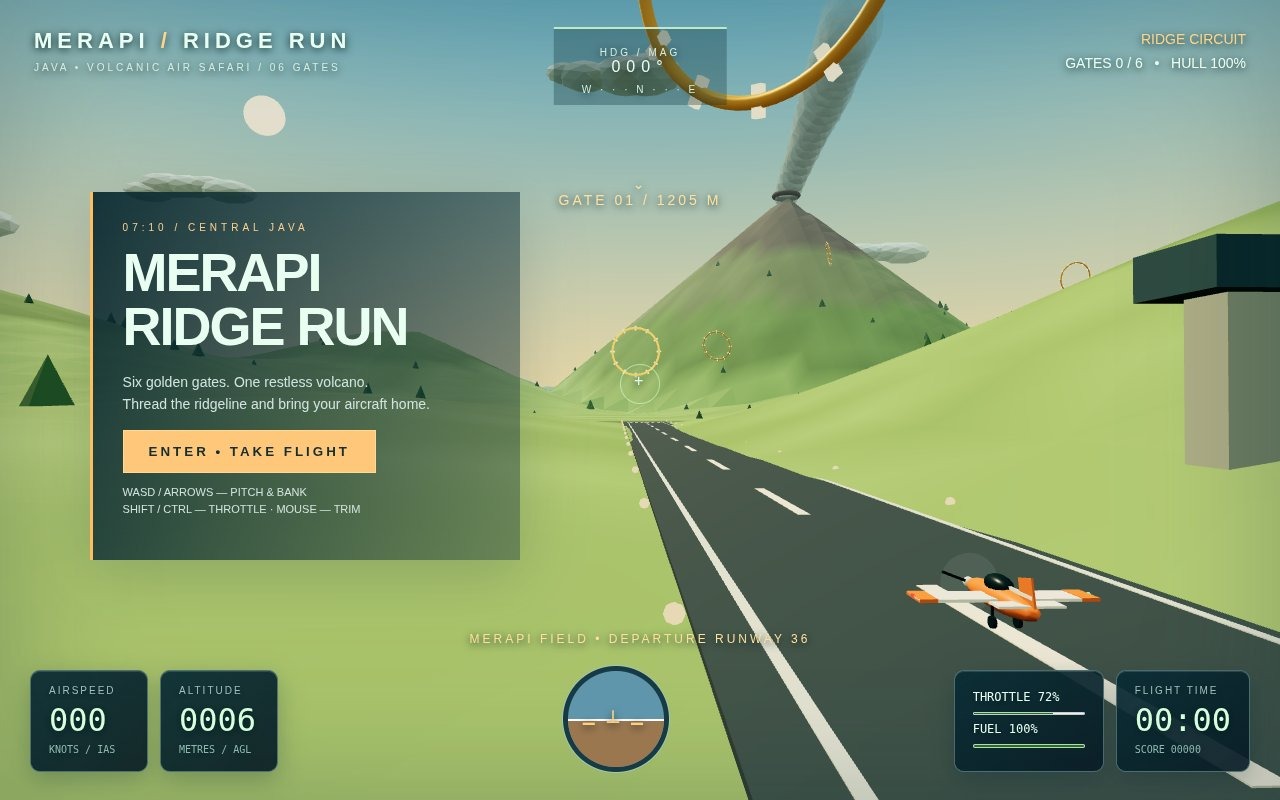 MERAPI / RIDGE RUN
JAVA • VOLCANIC AIR SAFARI / 06 GATES
HDG / MAG
000°
W · · · N · · · E
RIDGE CIRCUIT
GATES 0 / 6 • HULL 100%
GATE 01 / 1205 M
07:10 / CENTRAL JAVA
MERAPI
RIDGE RUN
Six golden gates. One restless volcano.
Thread the ridgeline and bring your aircraft home.
ENTER • TAKE FLIGHT
WASD / ARROWS — PITCH & BANK
SHIFT / CTRL — THROTTLE · MOUSE — TRIM
MERAPI FIELD • DEPARTURE RUNWAY 36
AIRSPEED
000
KNOTS / IAS
ALTITUDE
0006
METRES / AGL
THROTTLE 72%
FUEL 100%
FLIGHT TIME
00:00
SCORE 00000